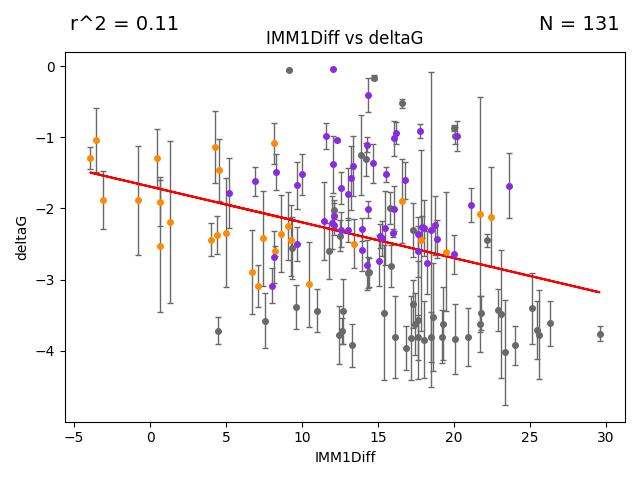 r^2 = 0.11
N = 131
IMM1Diff vs deltaG
deltaG
0
−1
−2
−3
−4
−5
0
5
10
15
20
25
30
IMM1Diff